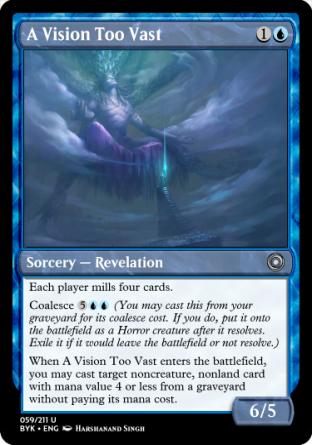 A Vision Too Vast 1
Sorcery — Revelation
Each player mills four cards.
Coalesce 5 (You may cast this from your
graveyard for its coalesce cost. If you do, put it onto
the battlefield as a Horror creature after it resolves.
Exile it if it would leave the battlefield or not resolve.)
When A Vision Too Vast enters the battlefield,
you may cast target noncreature, nonland card
with mana value 4 or less from a graveyard
without paying its mana cost.
6/5
059/211 U
BYK • ENG Harshanand Singh